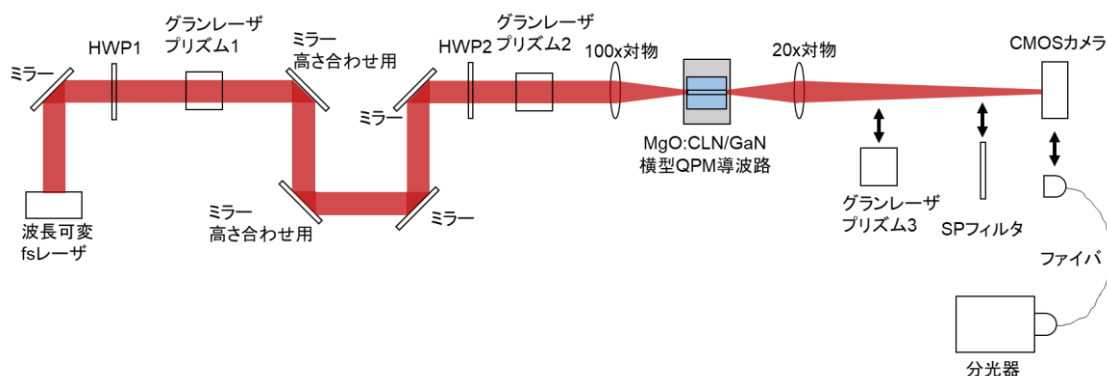 ミラー
HWP1
グランレーザ
プリズム1
ミラー
高さ合わせ用
HWP2
グランレーザ
プリズム2
100x対物
20x対物
CMOSカメラ
ミラー
MgO:CLN/GaN
横型QPM導波路
波長可変
fsレーザ
ミラー
高さ合わせ用
ミラー
グランレーザ
プリズム3
SPフィルタ
ファイバ
分光器